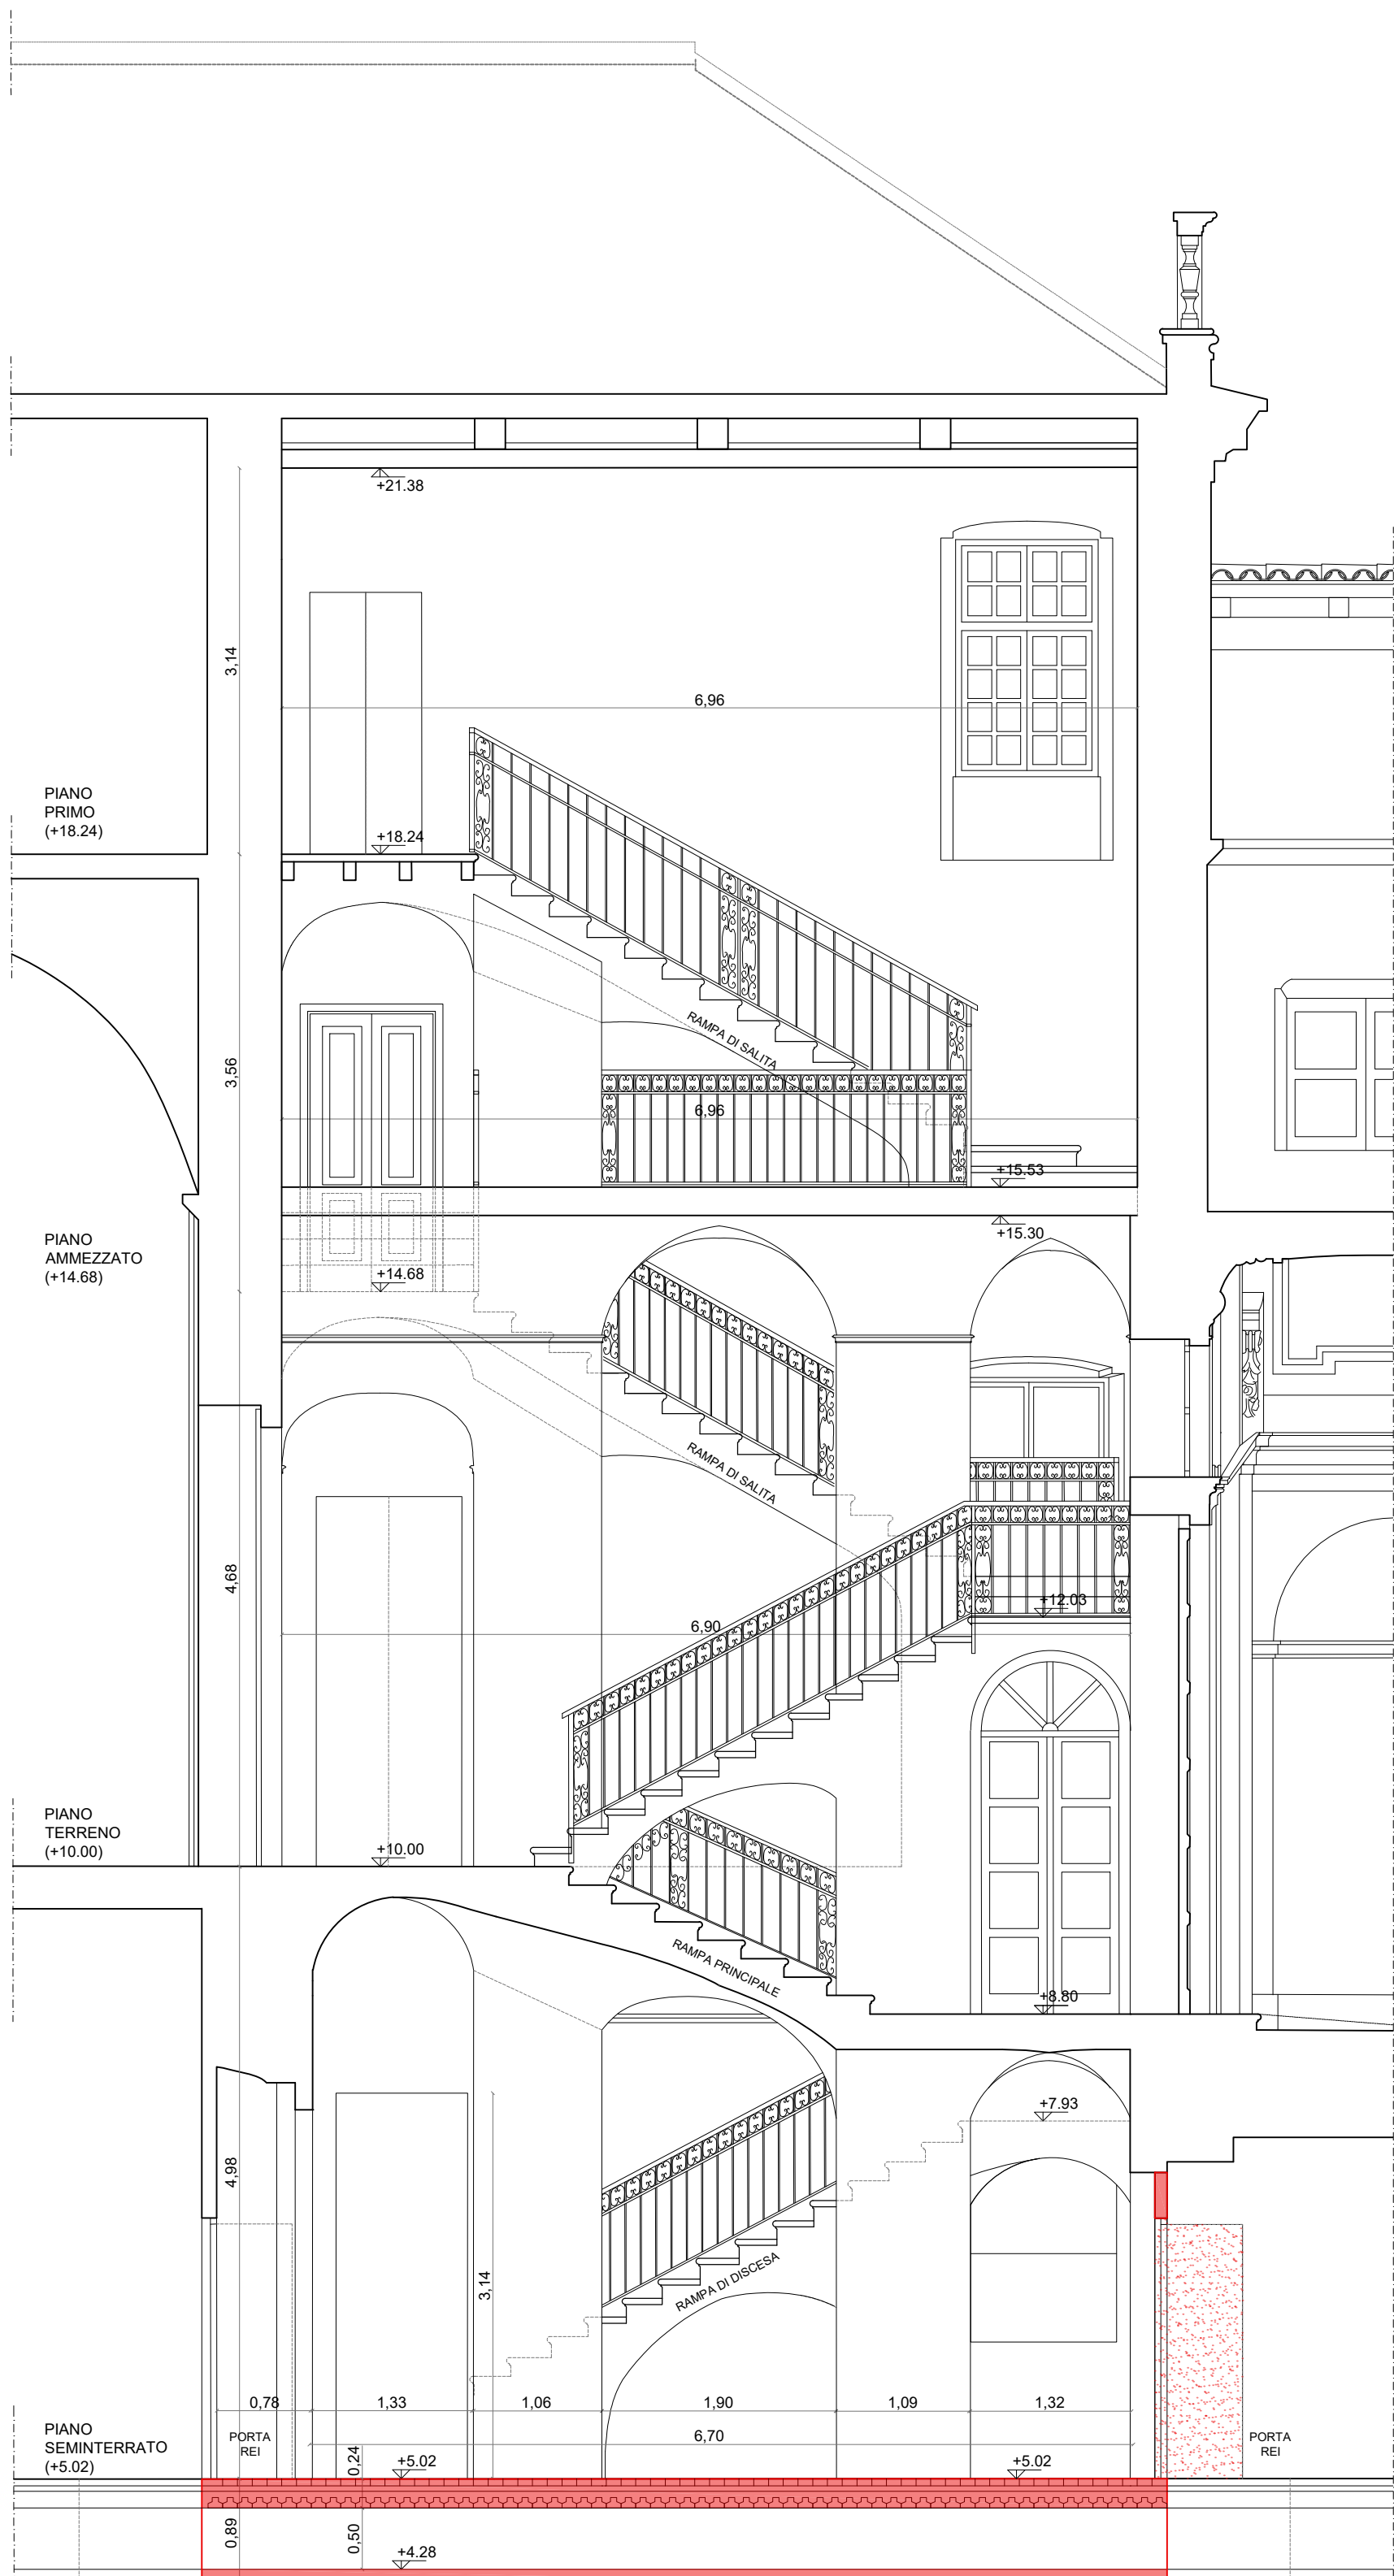 +21.38
3,14
6,96
PIANO
PRIMO
(+18.24)
+18.24
RAMPA DI SALITA
3,56
6,96
+15.53
+15.30
PIANO
AMMEZZATO
(+14.68)
+14.68
RAMPA DI SALITA
4,68
+12.03
6,90
PIANO
TERRENO
(+10.00)
+10.00
RAMPA PRINCIPALE
+8.80
+7.93
4,98
3,14
RAMPA DI DISCESA
0,78
1,33
1,06
1,90
1,09
1,32
6,70
PIANO
SEMINTERRATO
(+5.02)
PORTA
REI
0,24
+5.02
+5.02
PORTA
REI
0,89
0,50
+4.28